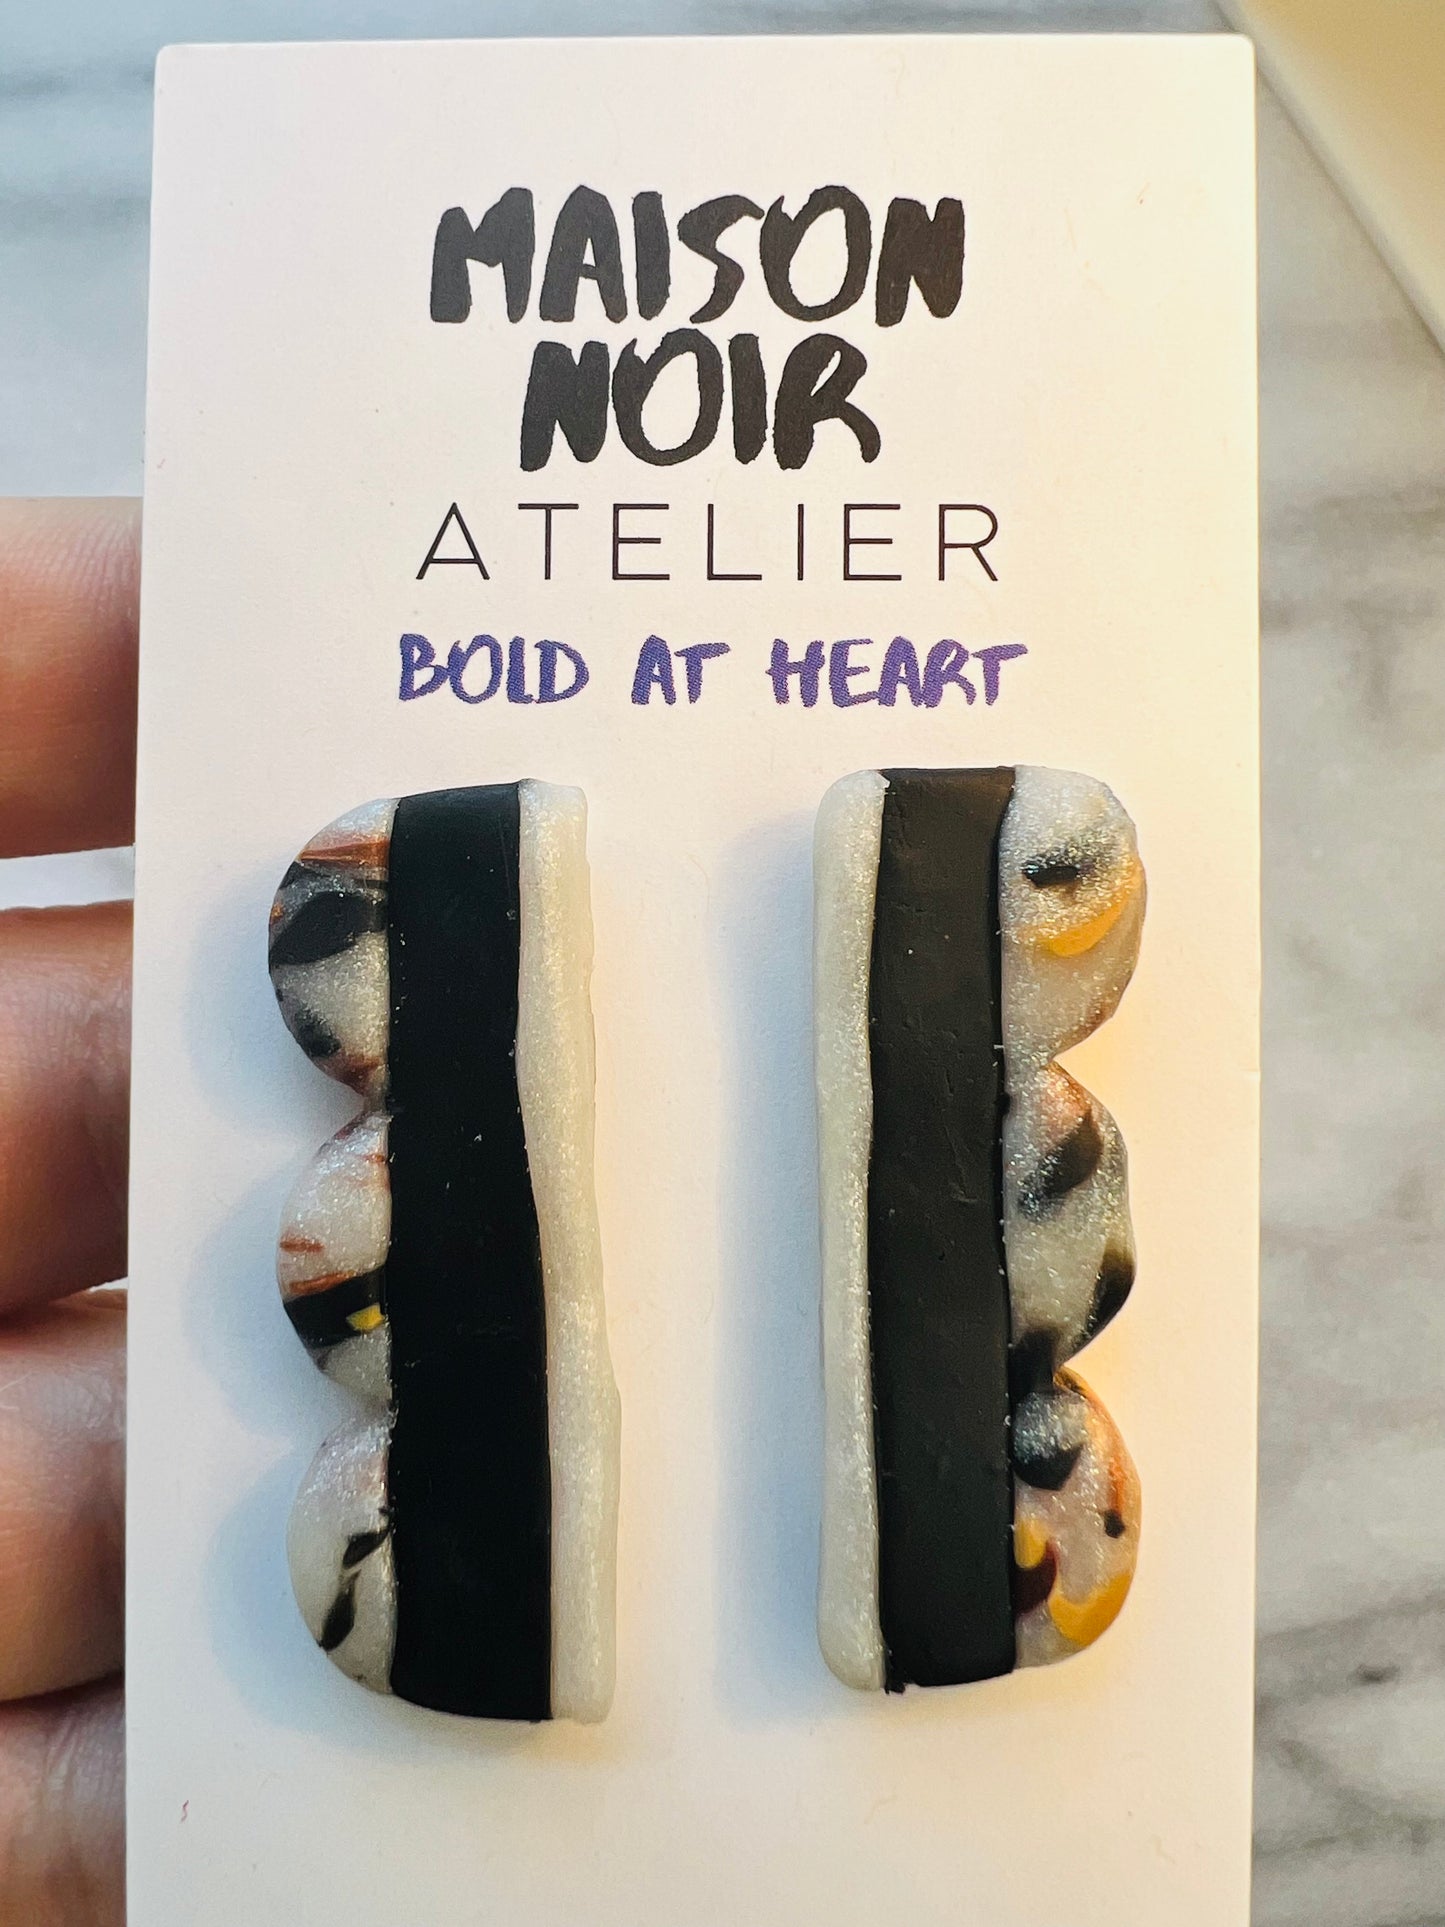 MAISON
NOIR
ATELIER
BOLD AT HEART